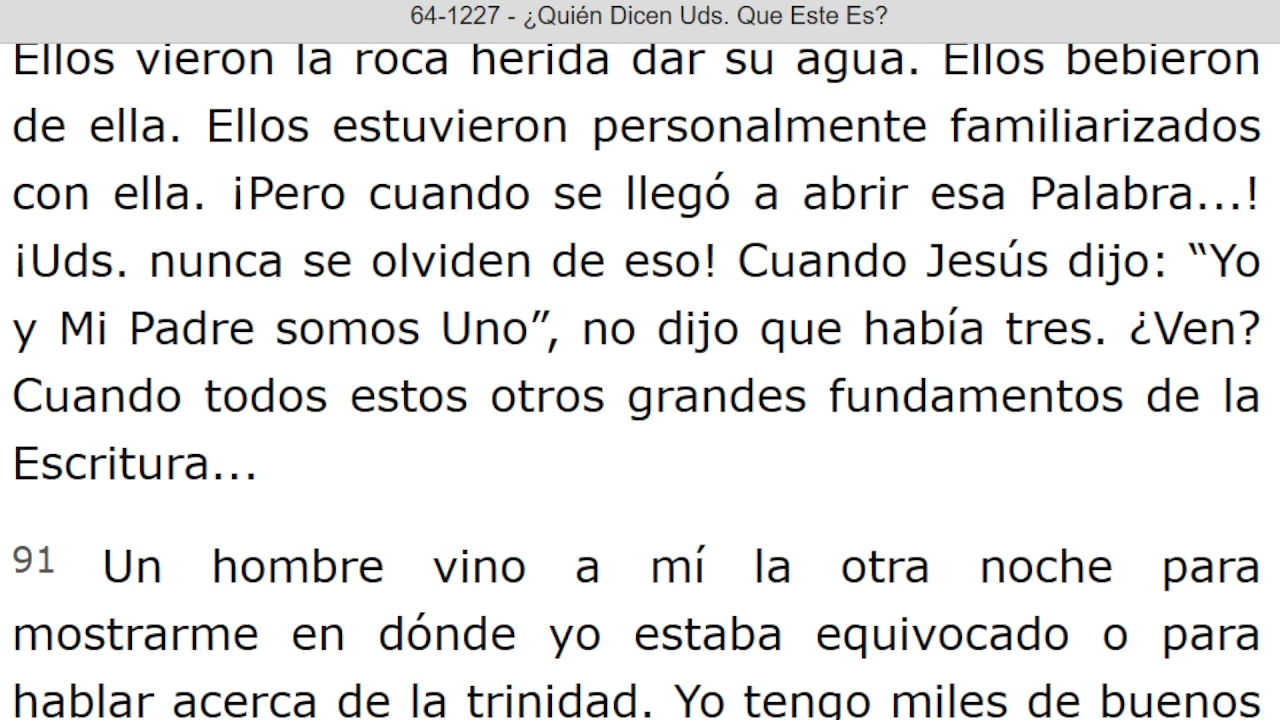 64-1227 - ¿Quién Dicen Uds. Que Este Es?
Ellos vieron la roca herida dar su agua. Ellos bebieron
de ella. Ellos estuvieron personalmente familiarizados
con ella. ¡Pero cuando se llegó a abrir esa Palabra...!
¡Uds. nunca se olviden de eso! Cuando Jesús dijo: “Yo
y Mi Padre somos Uno”, no dijo que había tres. ¿Ven?
Cuando todos estos otros grandes fundamentos de la
Escritura...
91 Un hombre vino a mí la otra noche para
mostrarme en dónde yo estaba equivocado o para
hablar acerca de la trinidad. Yo tengo miles de buenos